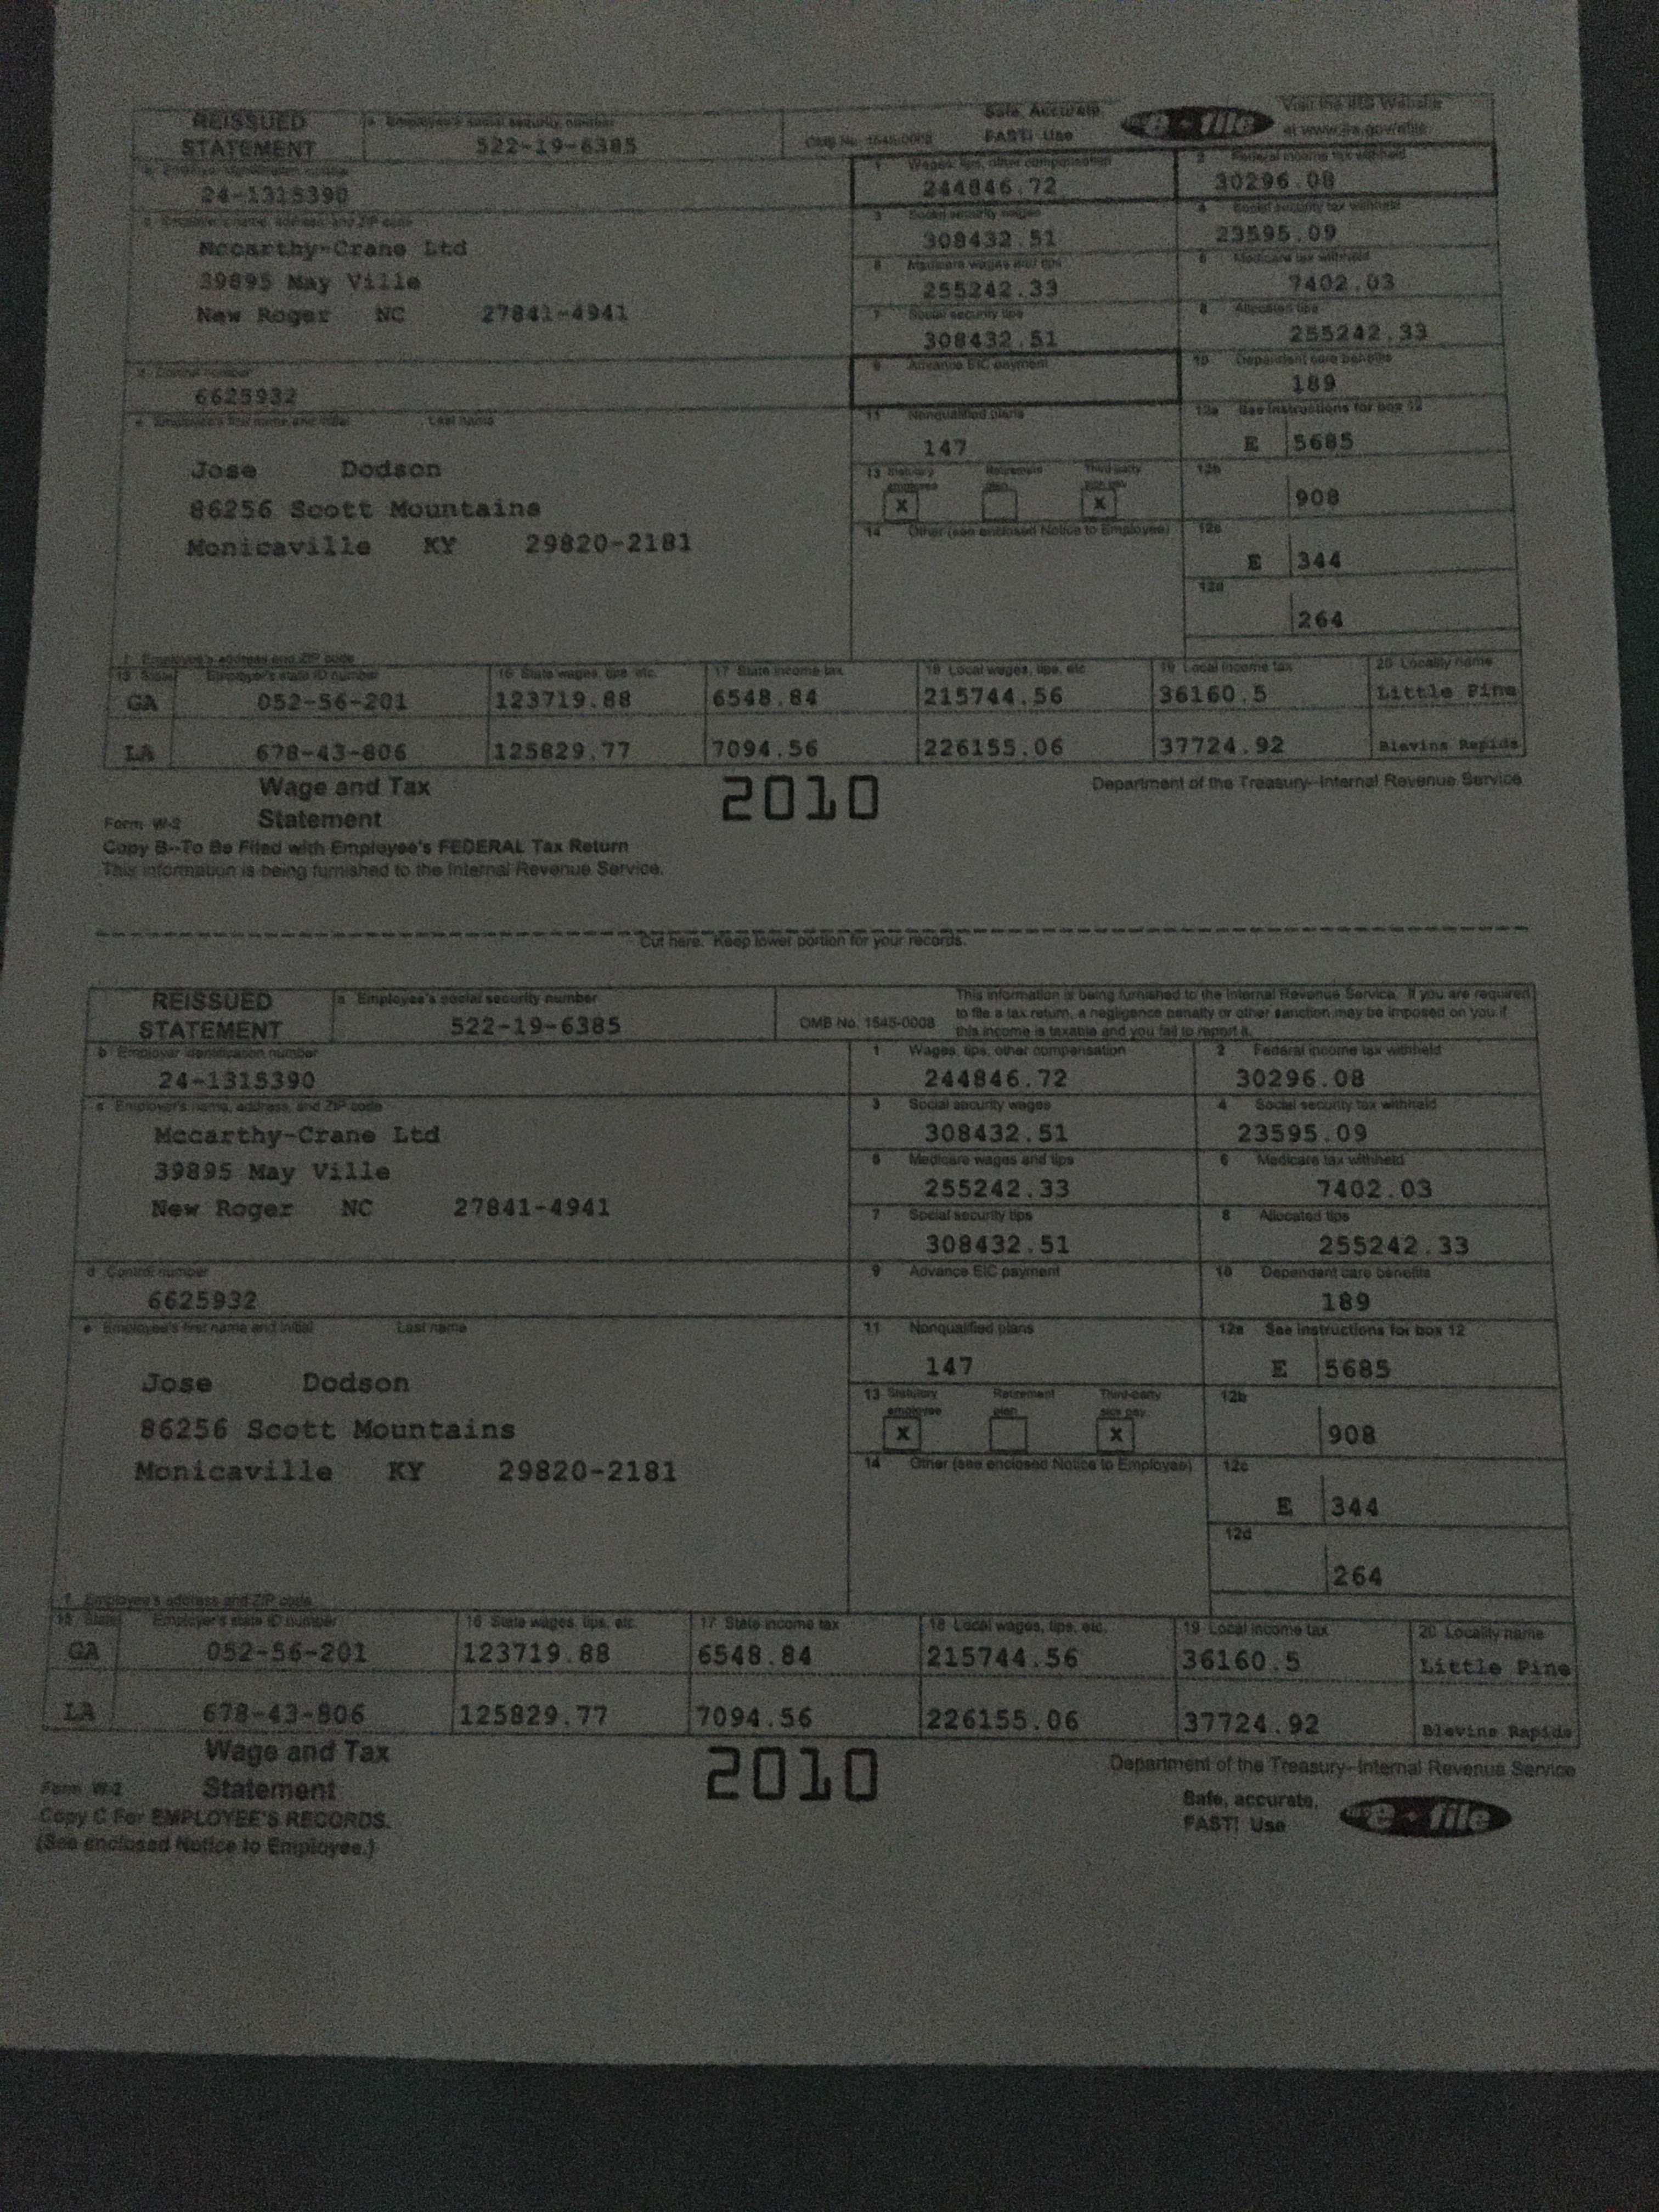 REISSUED STATEMENT
a Employee's social security number
522-19-6385
OMB No. 1545-0008
Safe, Accurate, FAST! Use
e-file
Visit the IRS Website at www.irs.gov/efile
b Employer identification number
24-1315390
1 Wages, tips, other compensation
244846.72
2 Federal income tax withheld
30296.08
c Employer's name, address, and ZIP code
Mccarthy-Crane Ltd
39895 May Ville
New Roger NC 27841-4941
3 Social security wages
308432.51
4 Social security tax withheld
23595.09
5 Medicare wages and tips
255242.33
6 Medicare tax withheld
7402.03
7 Social security tips
308432.51
8 Allocated tips
255242.33
d Control number
6625932
9 Advance EIC payment
10 Dependent care benefits
189
e Employee's first name and initial Last name
Jose Dodson
86256 Scott Mountains
Monicaville KY 29820-2181
11 Nonqualified plans
147
12a See instructions for box 12
E 5685
13 Statutory employee Retirement plan Third-party sick pay
X X
12b
908
14 Other (see enclosed Notice to Employee)
12c
E 344
12d
264
f Employee's address and ZIP code
15 State Employer's state ID number 16 State wages, tips, etc. 17 State income tax 18 Local wages, tips, etc. 19 Local income tax 20 Locality name
GA 052-56-201 123719.88 6548.84 215744.56 36160.5 Little Pine
LA 678-43-806 125829.77 7094.56 226155.06 37724.92 Blevins Rapids
Wage and Tax
Form W-2 Statement
2010
Department of the Treasury--Internal Revenue Service
Copy B--To Be Filed with Employee's FEDERAL Tax Return
This information is being furnished to the Internal Revenue Service.
Cut here. Keep lower portion for your records.
REISSUED STATEMENT
a Employee's social security number
522-19-6385
OMB No. 1545-0008
This information is being furnished to the Internal Revenue Service. If you are required
to file a tax return, a negligence penalty or other sanction may be imposed on you if
this income is taxable and you fail to report it.
b Employer identification number
24-1315390
1 Wages, tips, other compensation
244846.72
2 Federal income tax withheld
30296.08
c Employer's name, address, and ZIP code
Mccarthy-Crane Ltd
39895 May Ville
New Roger NC 27841-4941
3 Social security wages
308432.51
4 Social security tax withheld
23595.09
5 Medicare wages and tips
255242.33
6 Medicare tax withheld
7402.03
7 Social security tips
308432.51
8 Allocated tips
255242.33
d Control number
6625932
9 Advance EIC payment
10 Dependent care benefits
189
e Employee's first name and initial Last name
Jose Dodson
86256 Scott Mountains
Monicaville KY 29820-2181
11 Nonqualified plans
147
12a See instructions for box 12
E 5685
13 Statutory employee Retirement plan Third-party sick pay
X X
12b
908
14 Other (see enclosed Notice to Employee)
12c
E 344
12d
264
f Employee's address and ZIP code
15 State Employer's state ID number 16 State wages, tips, etc. 17 State income tax 18 Local wages, tips, etc. 19 Local income tax 20 Locality name
GA 052-56-201 123719.88 6548.84 215744.56 36160.5 Little Pine
LA 678-43-806 125829.77 7094.56 226155.06 37724.92 Blevins Rapids
Wage and Tax
Form W-2 Statement
2010
Department of the Treasury--Internal Revenue Service
Copy C For EMPLOYEE'S RECORDS.
(See enclosed Notice to Employee.)
Safe, accurate,
FAST! Use
e-file